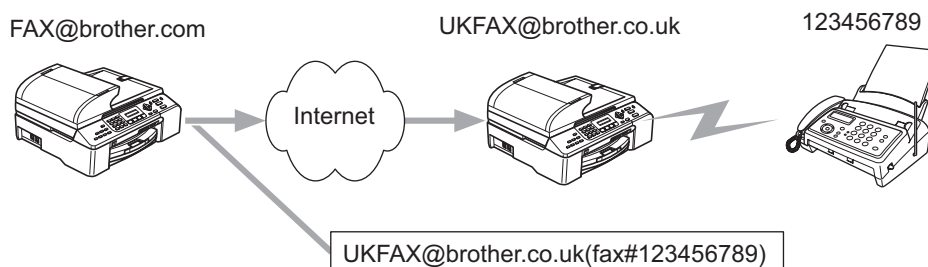 FAX@brother.com
UKFAX@brother.co.uk
123456789
Internet
UKFAX@brother.co.uk(fax#123456789)